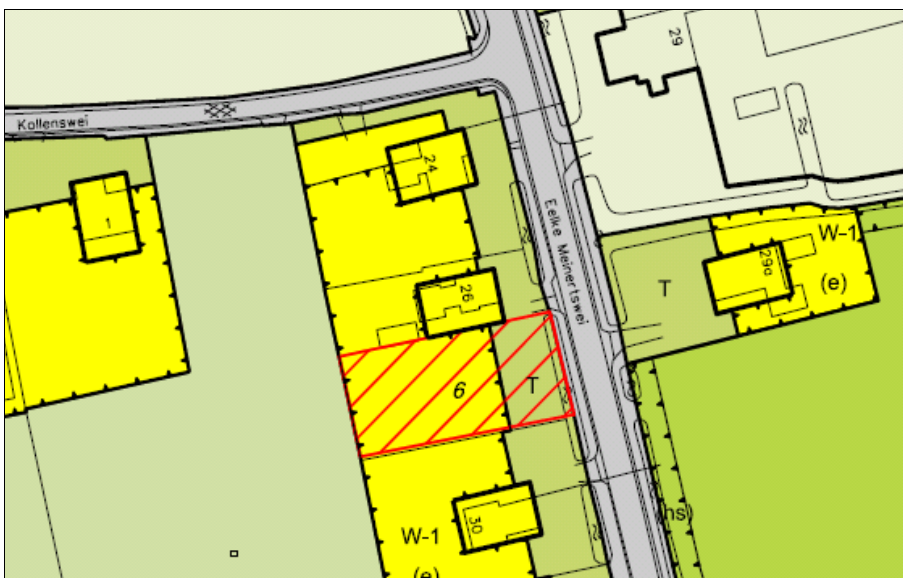 29
Kollenswei
24
1
Eelke Meinertswei
W-1
29a
26
T
(e)
6
T
(hs)
30
W-1
(e)